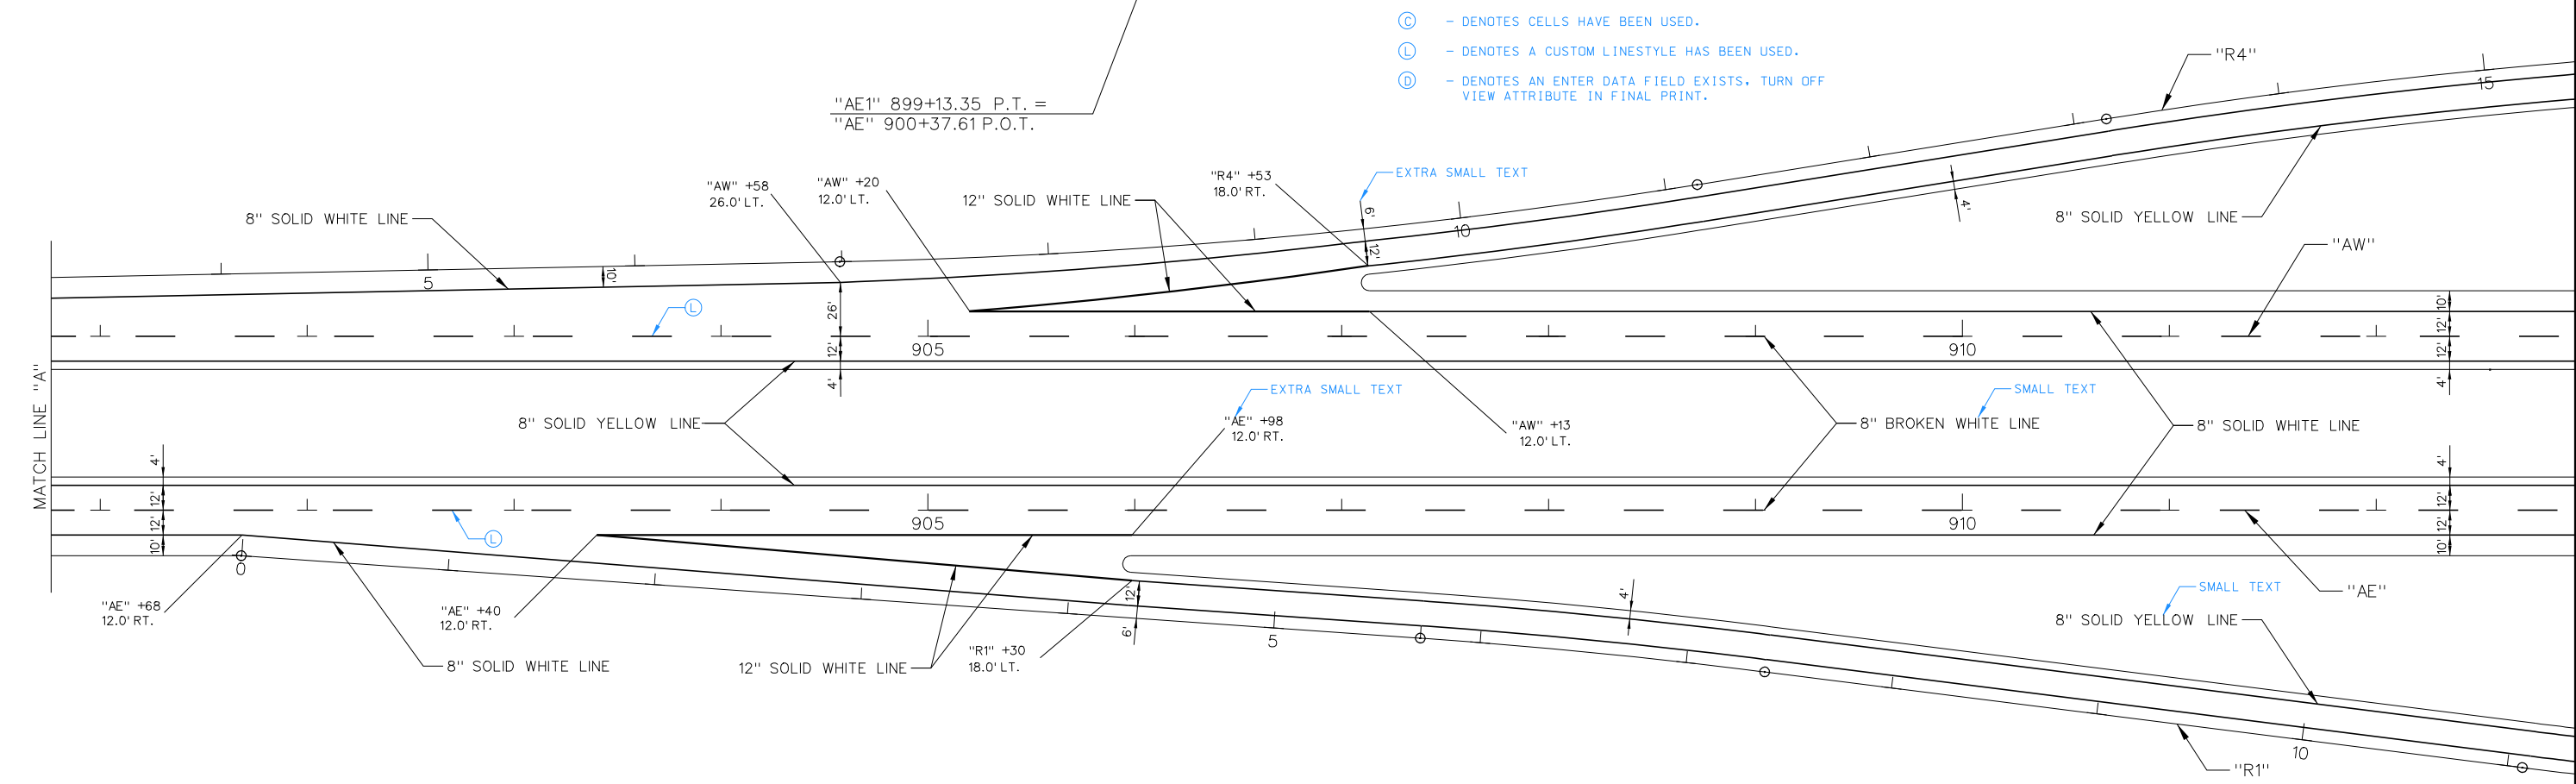 Ⓒ - DENOTES CELLS HAVE BEEN USED.
Ⓛ - DENOTES A CUSTOM LINESTYLE HAS BEEN USED.
Ⓓ - DENOTES AN ENTER DATA FIELD EXISTS, TURN OFF
VIEW ATTRIBUTE IN FINAL PRINT.
"R4"
15
"AE1" 899+13.35 P.T. =
"AE" 900+37.61 P.O.T.
"AW" +58
26.0' LT.
"AW" +20
12.0' LT.
12" SOLID WHITE LINE
"R4" +53
18.0' RT.
EXTRA SMALL TEXT
6'
12'
10
4'
8" SOLID YELLOW LINE
8" SOLID WHITE LINE
"AW"
5
10'
Ⓛ
26'
12'
4'
905
910
10'
12'
12'
4'
MATCH LINE "A"
8" SOLID YELLOW LINE
EXTRA SMALL TEXT
"AE" +98
12.0' RT.
"AW" +13
12.0' LT.
SMALL TEXT
8" BROKEN WHITE LINE
8" SOLID WHITE LINE
4'
12'
12'
10'
905
910
4'
12'
12'
10'
Ⓛ
0
"AE" +68
12.0' RT.
"AE" +40
12.0' RT.
8" SOLID WHITE LINE
12" SOLID WHITE LINE
12'
6'
"R1" +30
18.0' LT.
5
4'
SMALL TEXT
8" SOLID YELLOW LINE
"AE"
10
"R1"